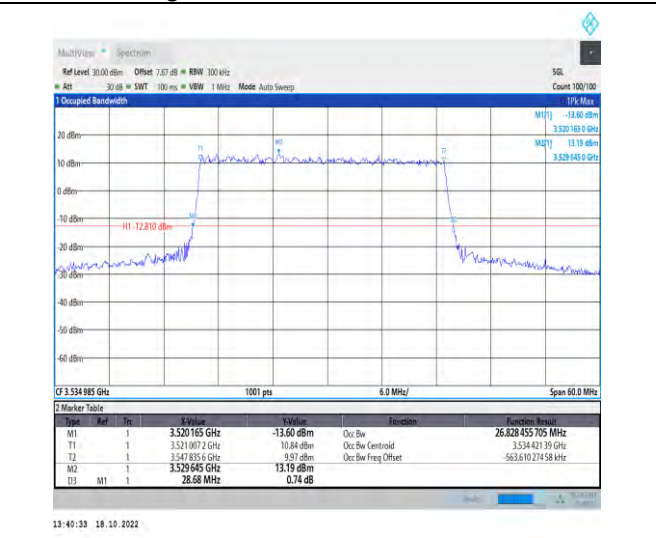 MultiView Spectrum
Ref Level 30.00 dBm Offset 7.67 dB RBW 300 kHz SGL
Att 30 dB SWT 100 ms VBW 1 MHz Mode Auto Sweep Count 100/100
1 Occupied Bandwidth 1Pk Max
M1[1] -13.60 dBm
3.520 165 0 GHz
M2[1] 13.19 dBm
3.529 645 0 GHz
20 dBm
T1 M2 T2
10 dBm
0 dBm
-10 dBm
H1 -12.810 dBm
-20 dBm
-30 dBm
-40 dBm
-50 dBm
-60 dBm
CF 3.534 985 GHz 1001 pts 6.0 MHz/ Span 60.0 MHz
2 Marker Table
Type Ref Trc X-Value Y-Value Function Function Result
M1 1 3.520165 GHz -13.60 dBm Occ Bw 26.828 455 705 MHz
T1 1 3.521 007 2 GHz 10.84 dBm Occ Bw Centroid 3.534 421 39 GHz
T2 1 3.547 835 6 GHz 9.97 dBm Occ Bw Freq Offset -563.610 274 58 kHz
M2 1 3.529645 GHz 13.19 dBm
D3 M1 1 28.68 MHz 0.74 dB
13:40:33 18.10.2022